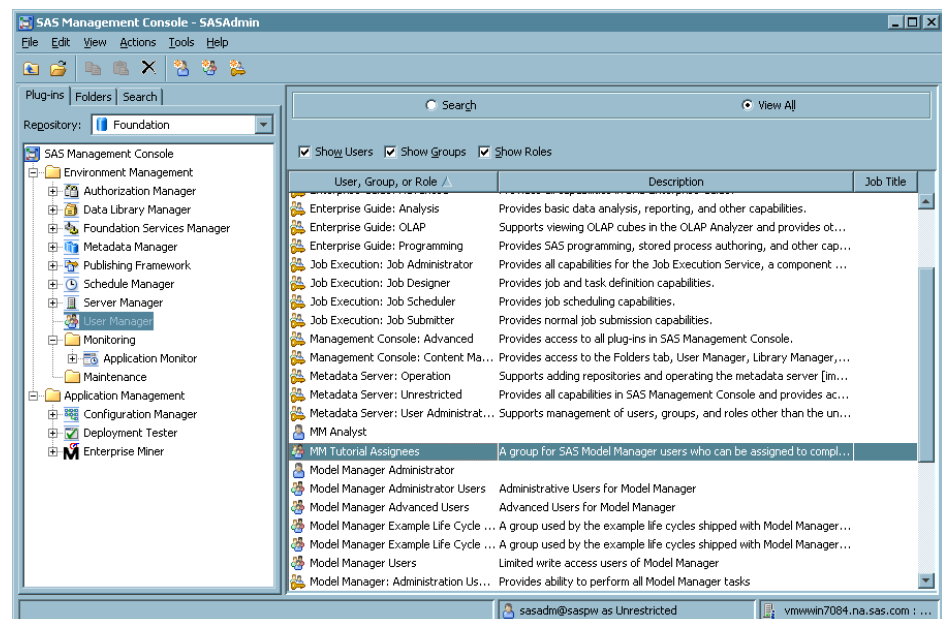 SAS Management Console - SASAdmin
File Edit View Actions Tools Help
Plug-ins Folders Search
Repository: Foundation
SAS Management Console
Environment Management
Authorization Manager
Data Library Manager
Foundation Services Manager
Metadata Manager
Publishing Framework
Schedule Manager
Server Manager
User Manager
Monitoring
Application Monitor
Maintenance
Application Management
Configuration Manager
Deployment Tester
Enterprise Miner
Search View All
Show Users Show Groups Show Roles
User, Group, or Role Description Job Title
Enterprise Guide: Analysis Provides basic data analysis, reporting, and other capabilities.
Enterprise Guide: OLAP Supports viewing OLAP cubes in the OLAP Analyzer and provides ot...
Enterprise Guide: Programming Provides SAS programming, stored process authoring, and other cap...
Job Execution: Job Administrator Provides all capabilities for the Job Execution Service, a component ...
Job Execution: Job Designer Provides job and task definition capabilities.
Job Execution: Job Scheduler Provides job scheduling capabilities.
Job Execution: Job Submitter Provides normal job submission capabilities.
Management Console: Advanced Provides access to all plug-ins in SAS Management Console.
Management Console: Content Ma... Provides access to the Folders tab, User Manager, Library Manager,...
Metadata Server: Operation Supports adding repositories and operating the metadata server [im...
Metadata Server: Unrestricted Provides all capabilities in SAS Management Console and provides ac...
Metadata Server: User Administrat... Supports management of users, groups, and roles other than the un...
MM Analyst
MM Tutorial Assignees A group for SAS Model Manager users who can be assigned to compl...
Model Manager Administrator
Model Manager Administrator Users Administrative Users for Model Manager
Model Manager Advanced Users Advanced Users for Model Manager
Model Manager Example Life Cycle ... A group used by the example life cycles shipped with Model Manager...
Model Manager Example Life Cycle ... A group used by the example life cycles shipped with Model Manager...
Model Manager Users Limited write access users of Model Manager
Model Manager: Administration Us... Provides ability to perform all Model Manager tasks
sasadm@saspw as Unrestricted vmwwin7084.na.sas.com : ...